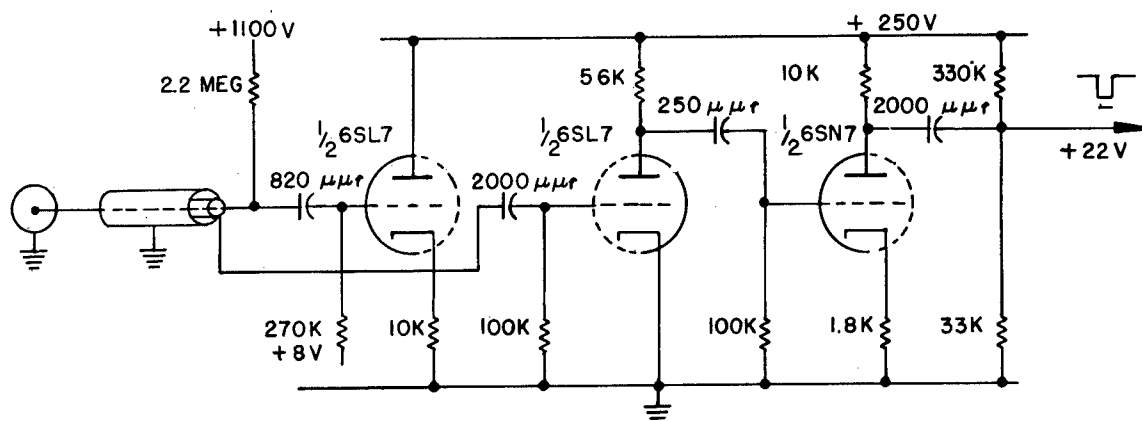 +1100V
+ 250V
2.2 MEG
56K
10K
330K
250 μμf
2000 μμf
1/2 6SL7
1/2 6SL7
1/2 6SN7
+22V
820 μμf
2000 μμf
270K
+8V
10K
100K
100K
1.8K
33K